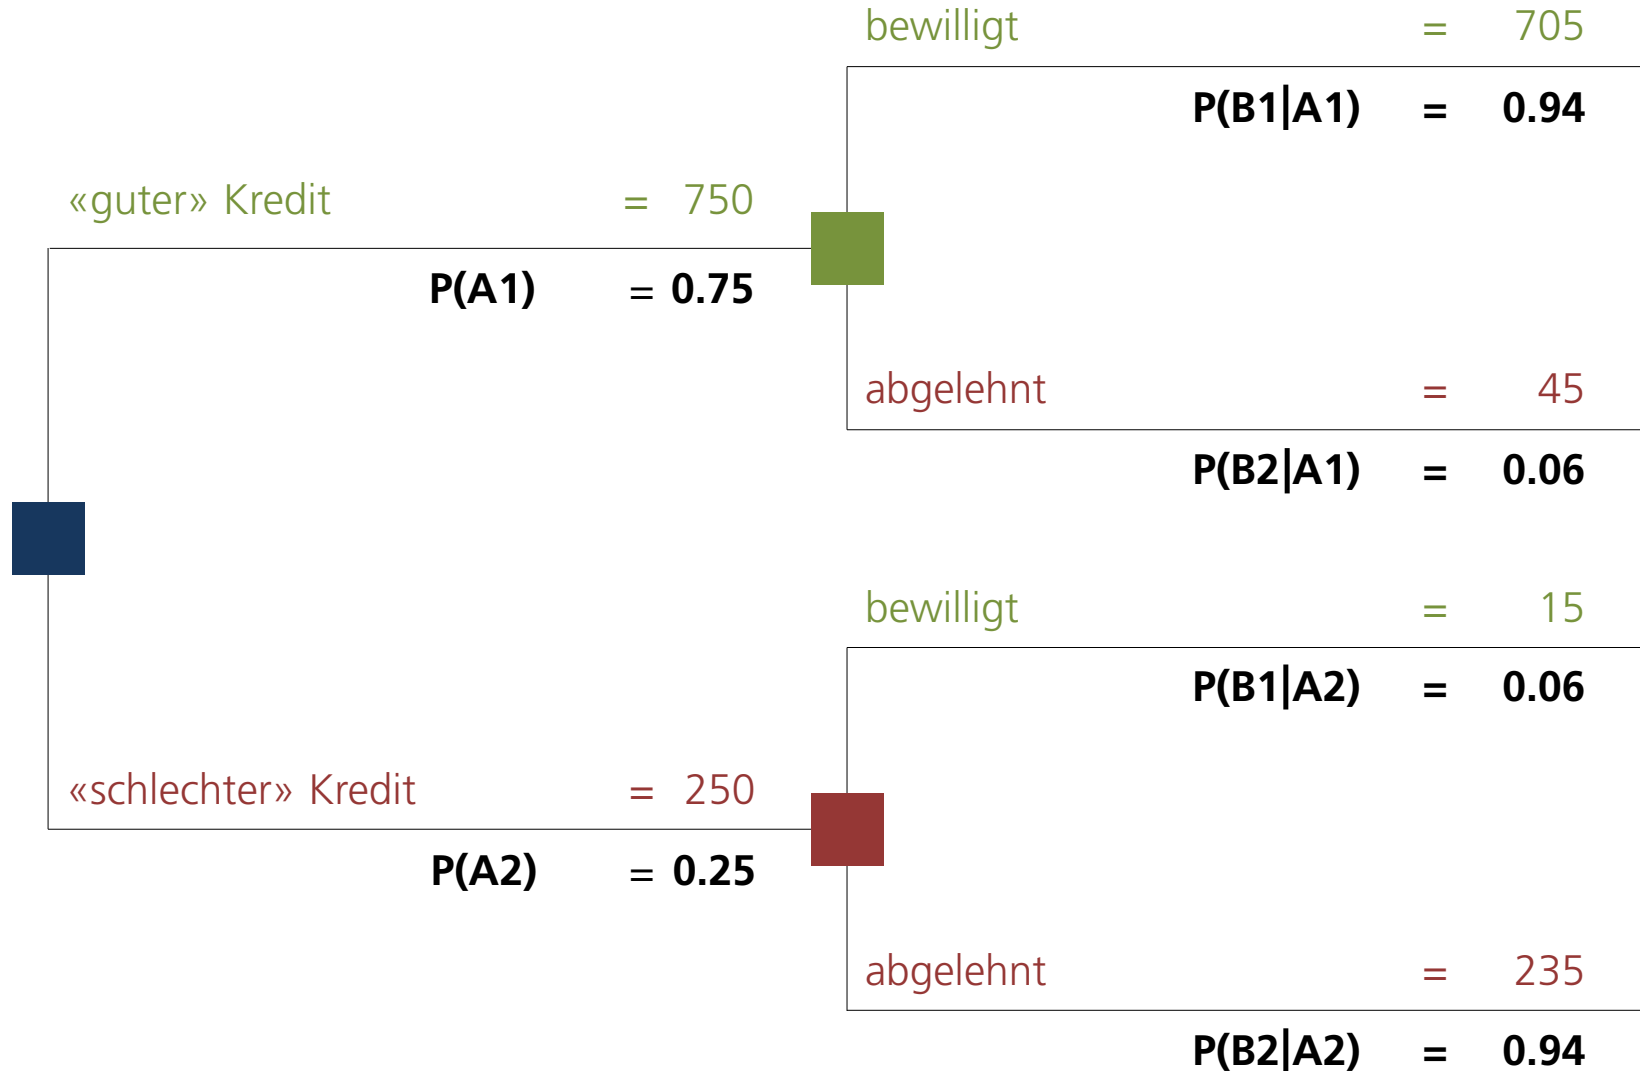 bewilligt = 705
P(B1|A1) = 0.94
«guter» Kredit = 750
P(A1) = 0.75
abgelehnt = 45
P(B2|A1) = 0.06
bewilligt = 15
P(B1|A2) = 0.06
«schlechter» Kredit = 250
P(A2) = 0.25
abgelehnt = 235
P(B2|A2) = 0.94